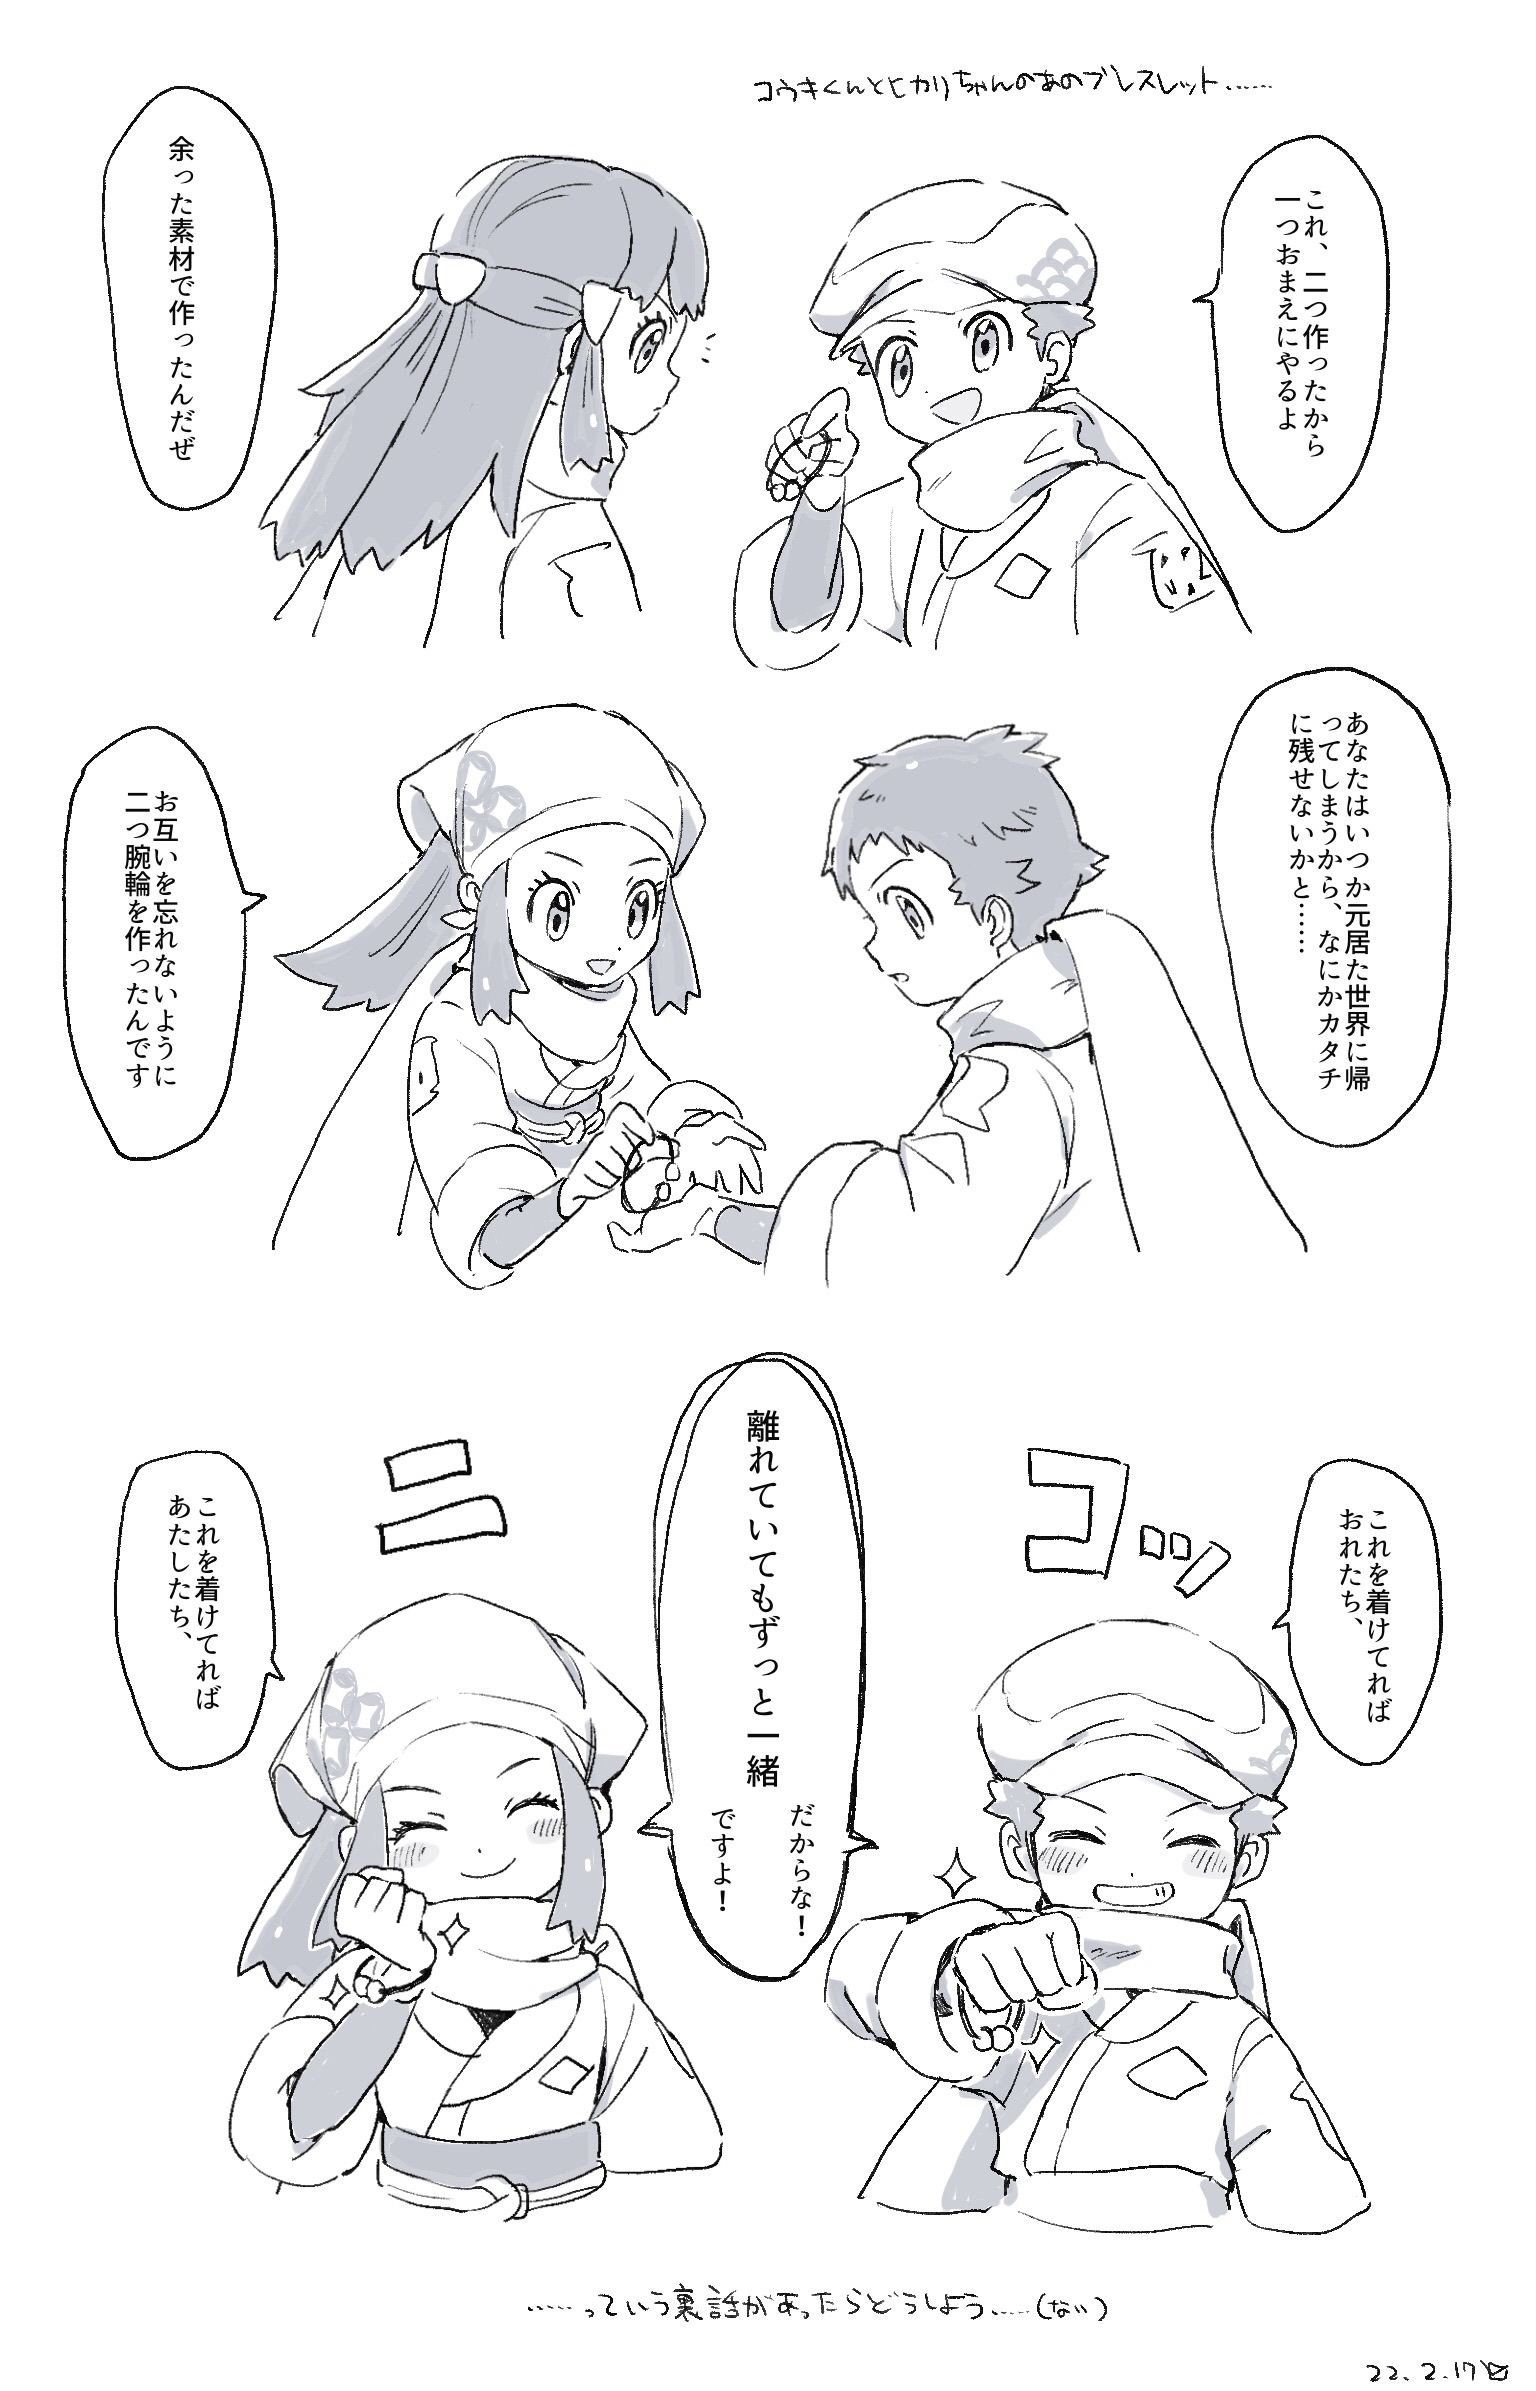 コウキくんとヒカリちゃんのあのブレスレット……
これ、二つ作ったから
一つおまえにやるよ
余った素材で作ったんだぜ
あなたはいつか元居た世界に帰
ってしまうから、なにかカタチ
に残せないかと……
お互いを忘れないように
二つ腕輪を作ったんです
これを着けてれば
おれたち、
これを着けてれば
あたしたち、
離れていてもずっと一緒
だからな！
ですよ！
ニ
コッ
……っていう裏話があったらどうしよう……(ない)
22.2.17